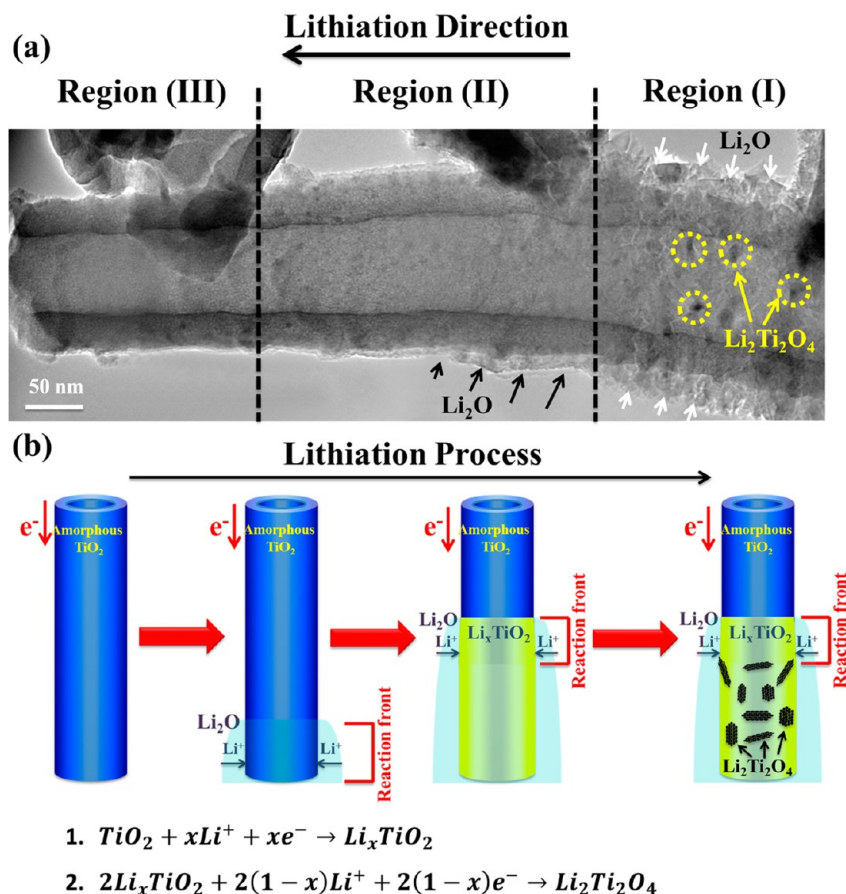 Lithiation Direction
(a)
Region (III) Region (II) Region (I)
Li₂O
Li₂Ti₂O₄
Li₂O
50 nm
(b)
Lithiation Process
e⁻ e⁻ e⁻ e⁻
Amorphous TiO₂
Amorphous TiO₂
Amorphous TiO₂
Amorphous TiO₂
Li₂O
Li⁺ Li⁺
Reaction front
Li₂O
LiₓTiO₂
Li⁺ Li⁺
Reaction front
Li₂O
LiₓTiO₂
Li⁺ Li⁺
Reaction front
Li₂Ti₂O₄
1. TiO₂ + xLi⁺ + xe⁻ → LiₓTiO₂
2. 2LiₓTiO₂ + 2(1 − x)Li⁺ + 2(1 − x)e⁻ → Li₂Ti₂O₄